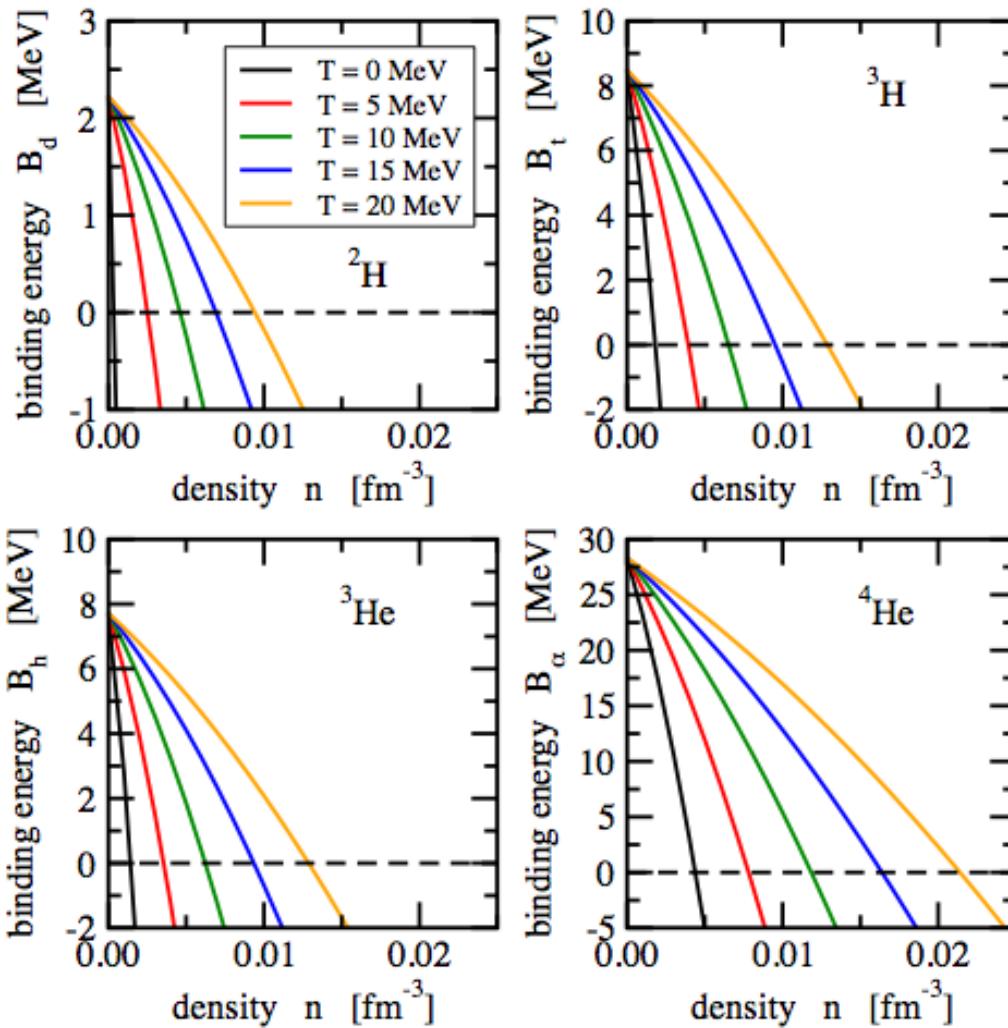 binding energy B_d [MeV]
3
2
1
0
-1
T = 0 MeV
T = 5 MeV
T = 10 MeV
T = 15 MeV
T = 20 MeV
²H
0.00 0.01 0.02
density n [fm⁻³]
binding energy B_t [MeV]
10
8
6
4
2
0
-2
³H
0.00 0.01 0.02
density n [fm⁻³]
binding energy B_h [MeV]
10
8
6
4
2
0
-2
³He
0.00 0.01 0.02
density n [fm⁻³]
binding energy B_α [MeV]
30
25
20
15
10
5
0
-5
⁴He
0.00 0.01 0.02
density n [fm⁻³]